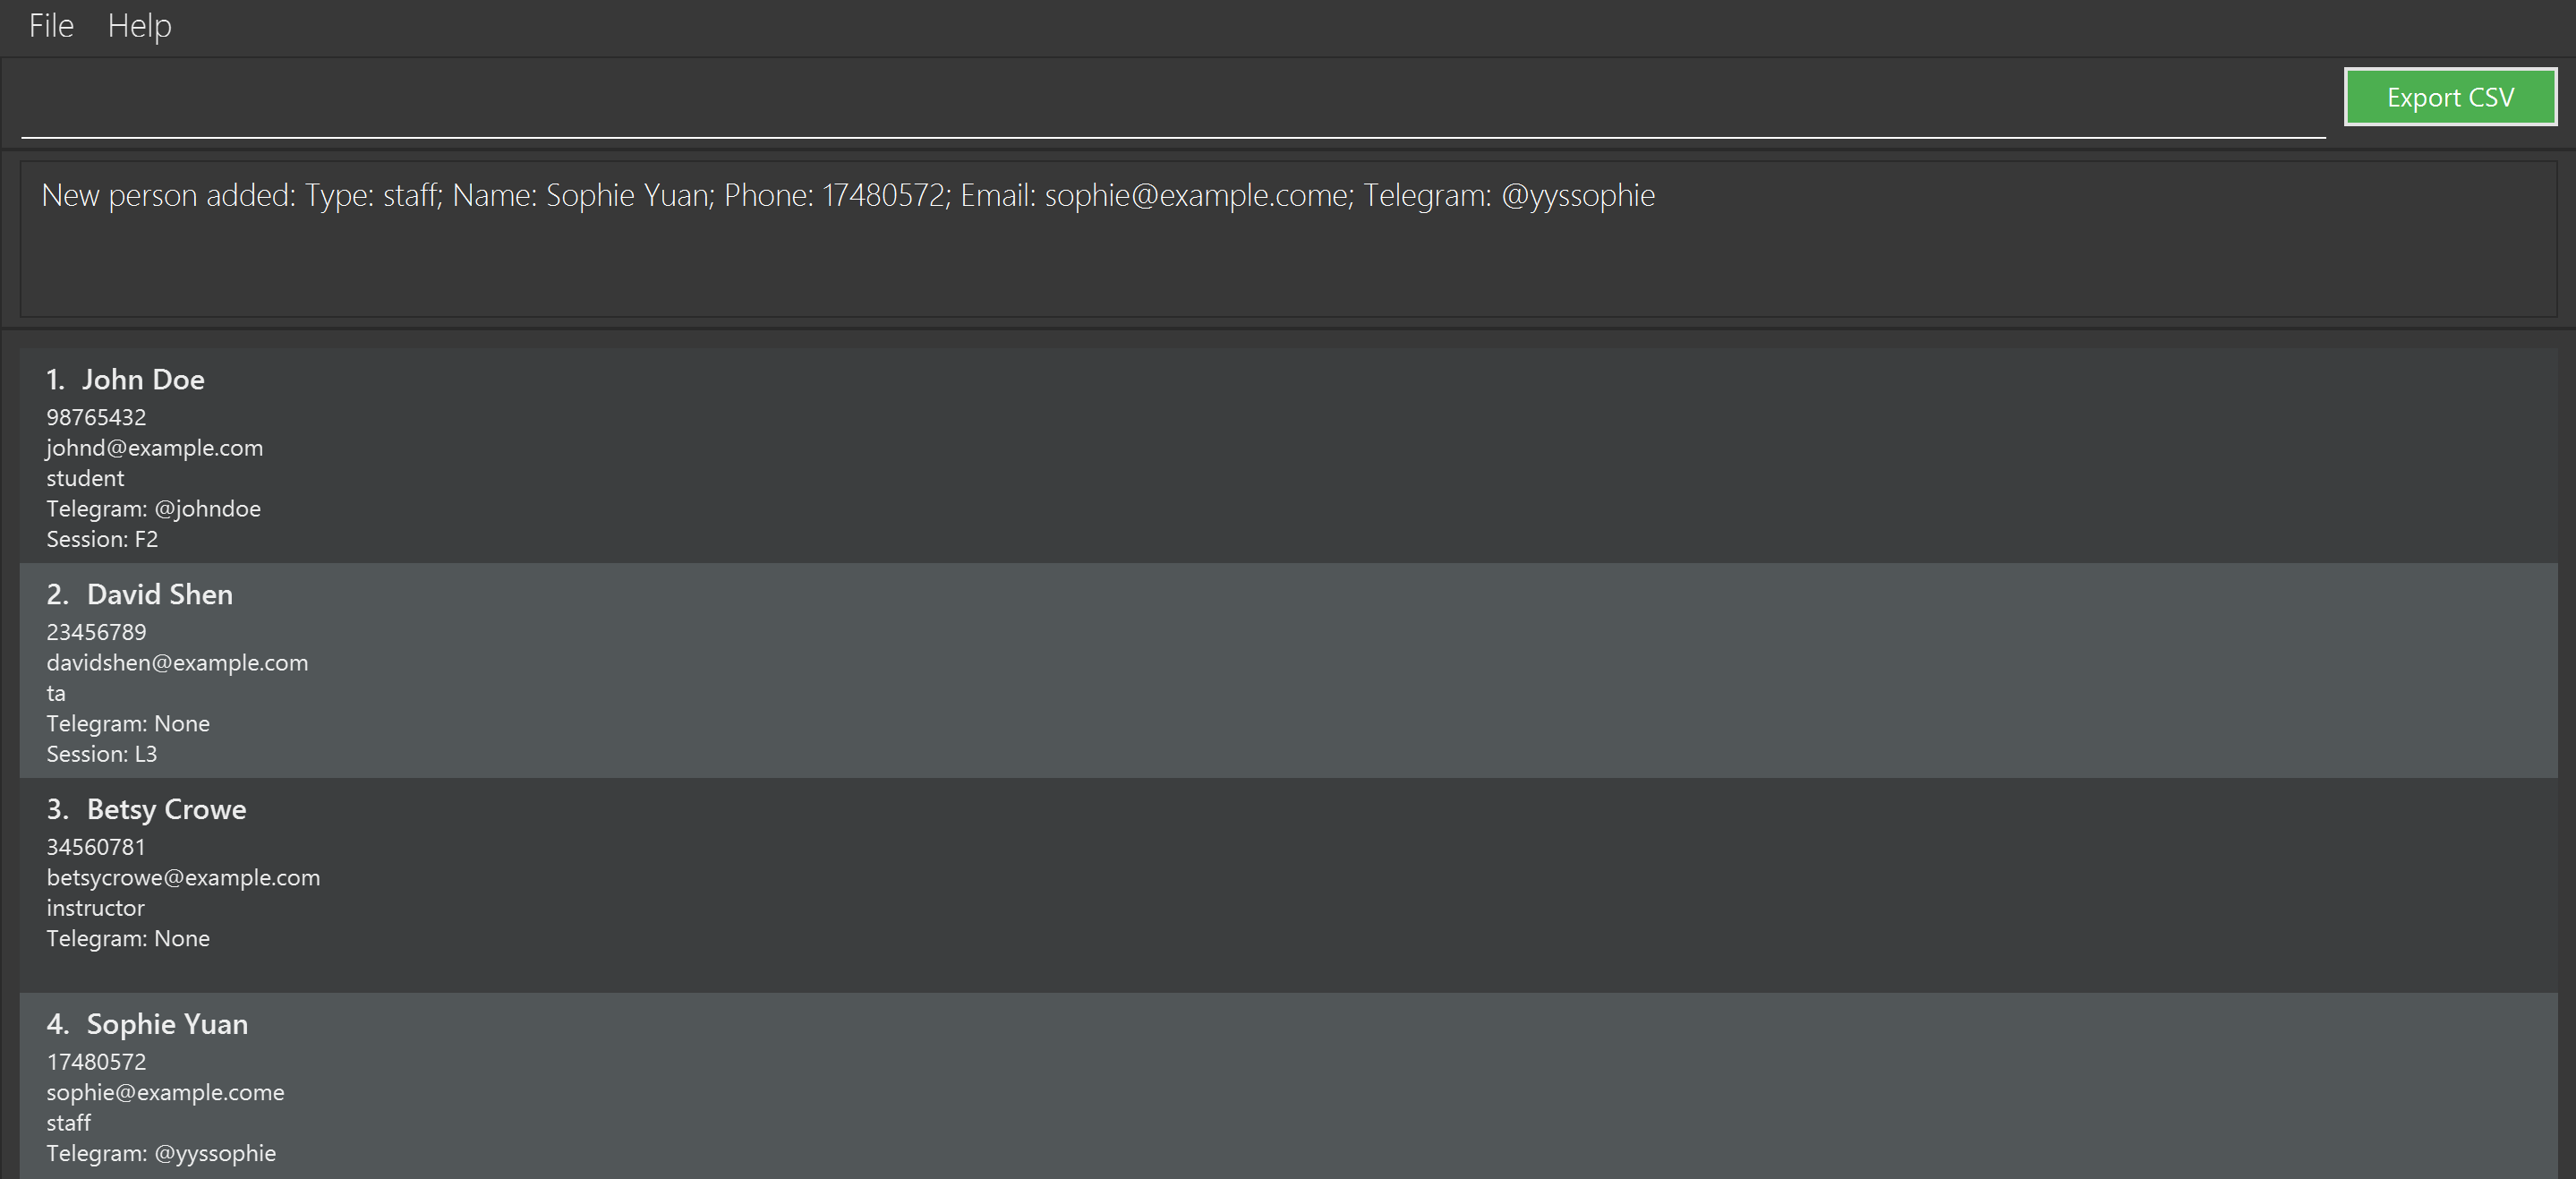 File Help
Export CSV
New person added: Type: staff; Name: Sophie Yuan; Phone: 17480572; Email: sophie@example.come; Telegram: @yyssophie
1. John Doe
98765432
johnd@example.com
student
Telegram: @johndoe
Session: F2
2. David Shen
23456789
davidshen@example.com
ta
Telegram: None
Session: L3
3. Betsy Crowe
34560781
betsycrowe@example.com
instructor
Telegram: None
4. Sophie Yuan
17480572
sophie@example.come
staff
Telegram: @yyssophie